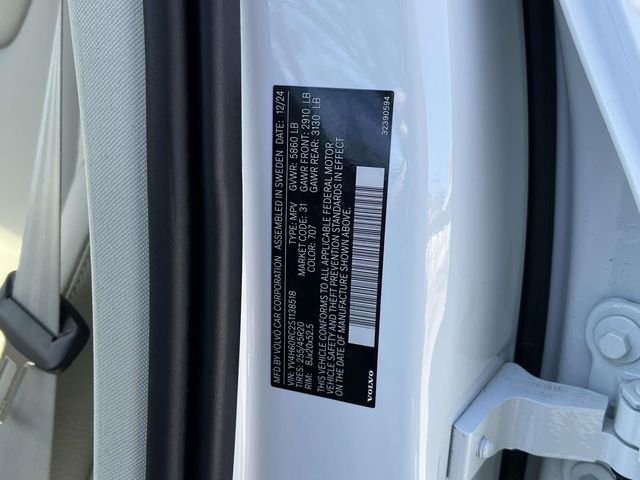 MFD BY VOLVO CAR CORPORATION ASSEMBLED IN SWEDEN DATE: 12/24
VIN: YV4H60RC2S1138518 TYPE: MPV GVWR: 5860 LB
TIRES: 255/45R20 MARKET CODE: 31 GAWR FRONT: 2910 LB
RIM: 8Jx20x52.5 COLOR: 707 GAWR REAR: 3130 LB
THIS VEHICLE CONFORMS TO ALL APPLICABLE FEDERAL MOTOR
VEHICLE SAFETY AND THEFT PREVENTION STANDARDS IN EFFECT
ON THE DATE OF MANUFACTURE SHOWN ABOVE.
VOLVO
32390594